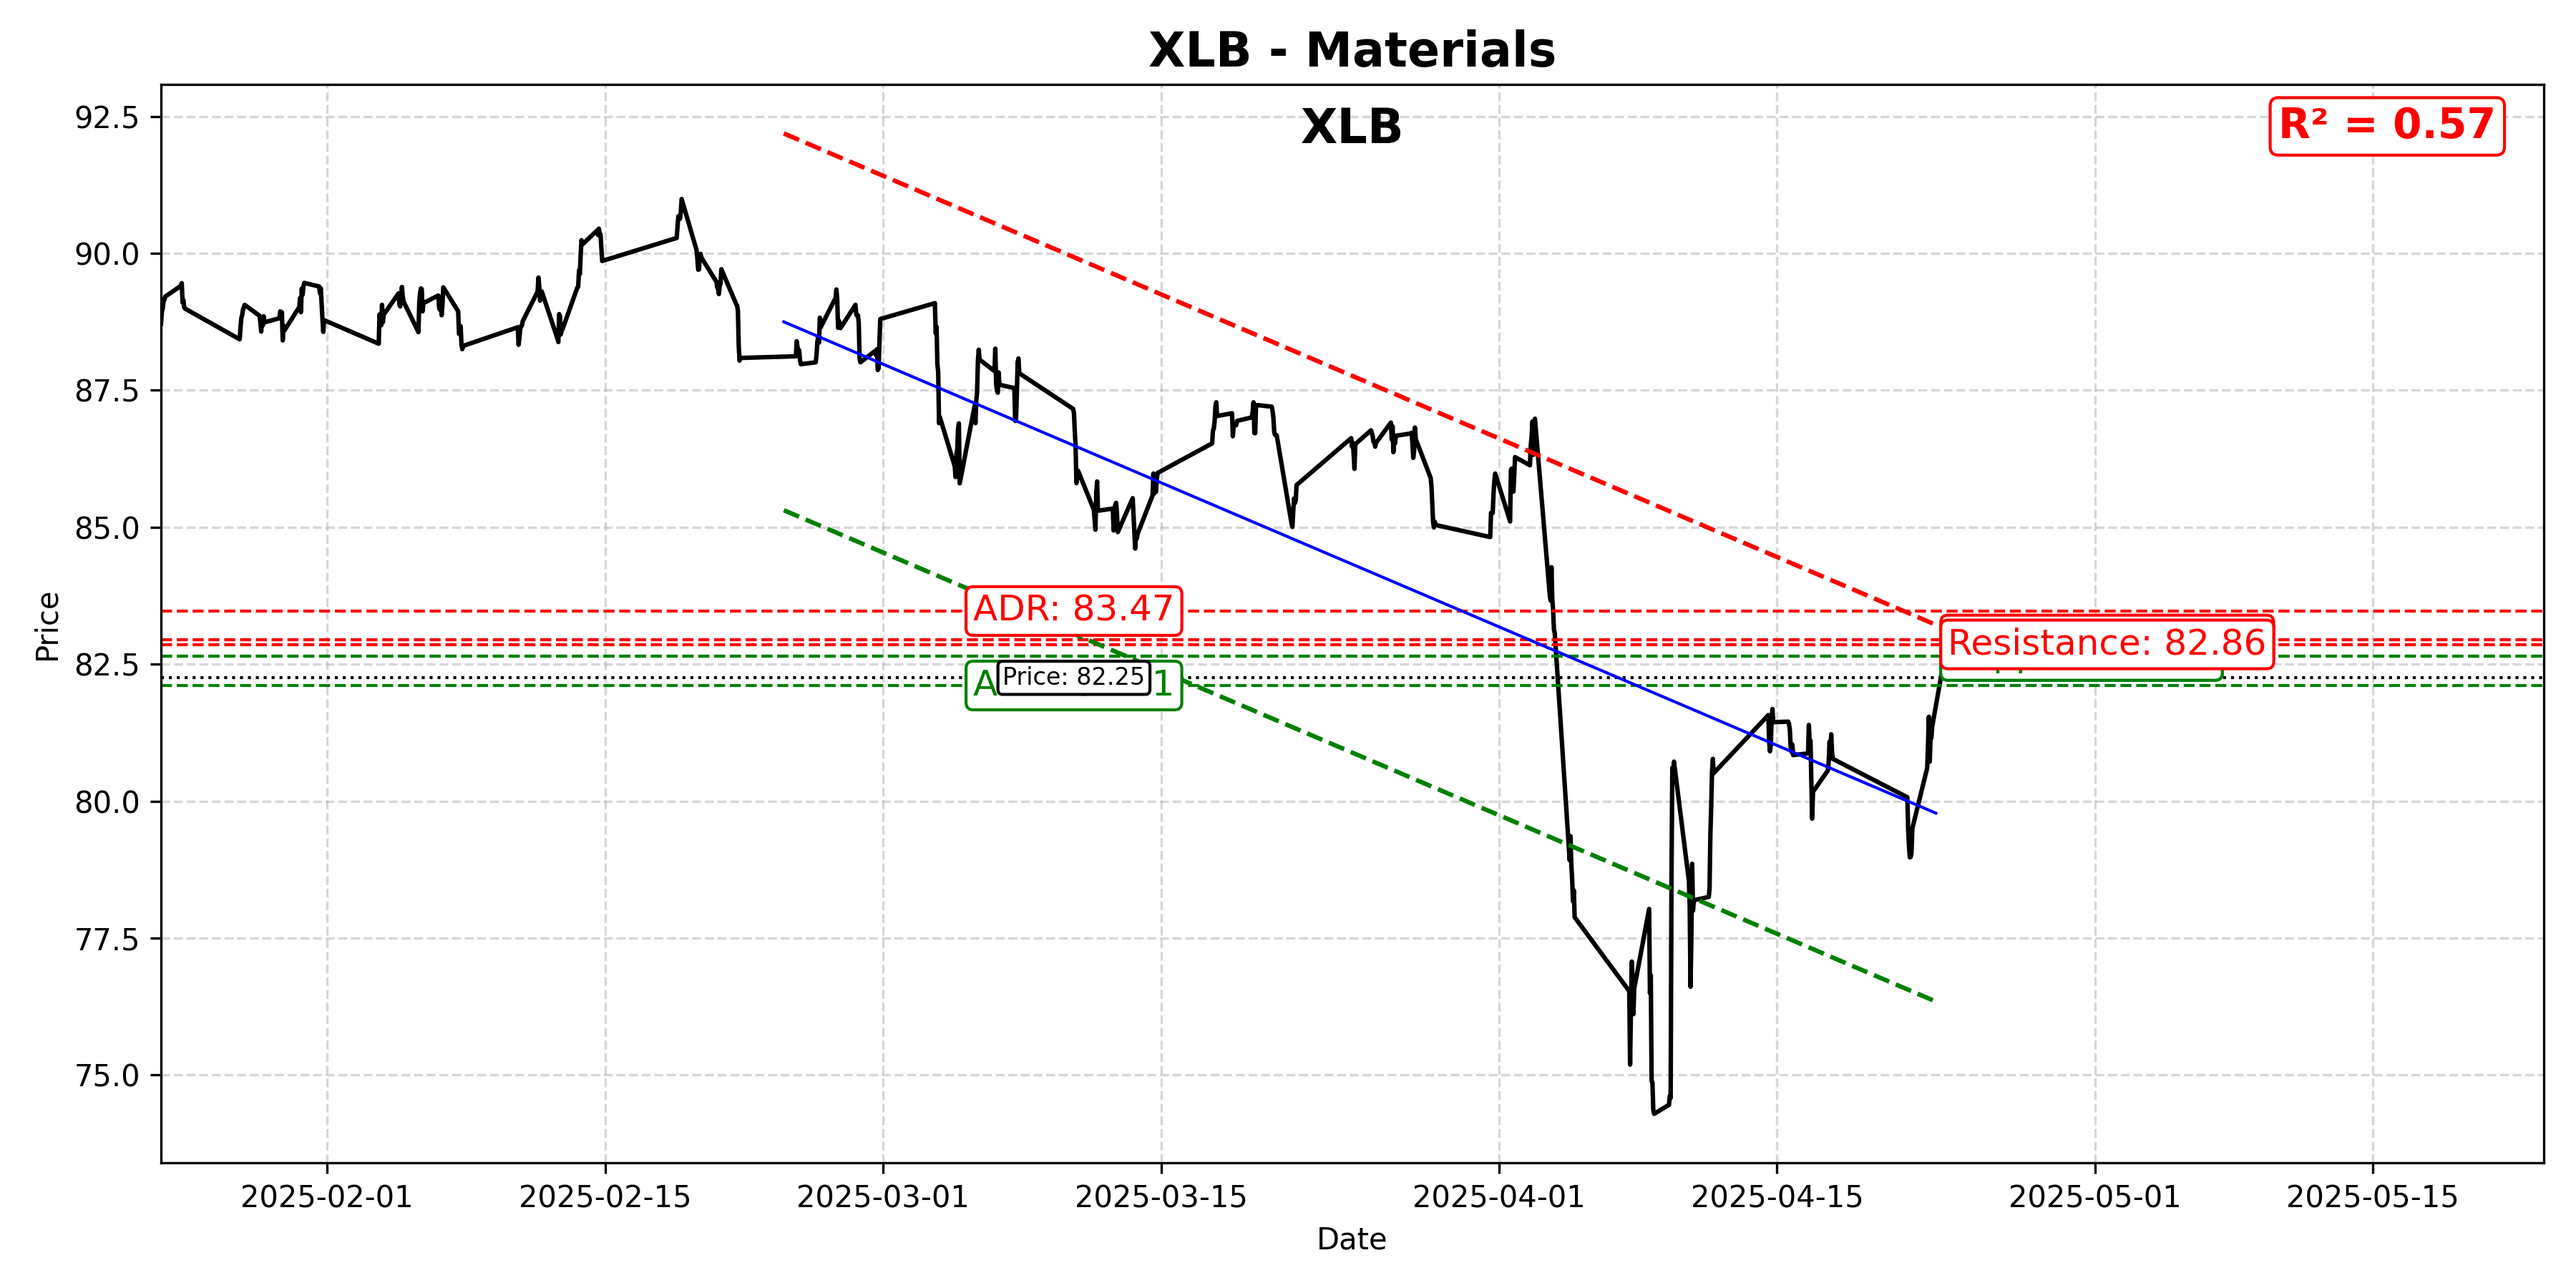 XLB - Materials
XLB
R² = 0.57
92.5
90.0
87.5
85.0
82.5
80.0
77.5
75.0
Price
ADR: 83.47
Resistance: 82.86
Price: 82.25
2025-02-01
2025-02-15
2025-03-01
2025-03-15
2025-04-01
2025-04-15
2025-05-01
2025-05-15
Date